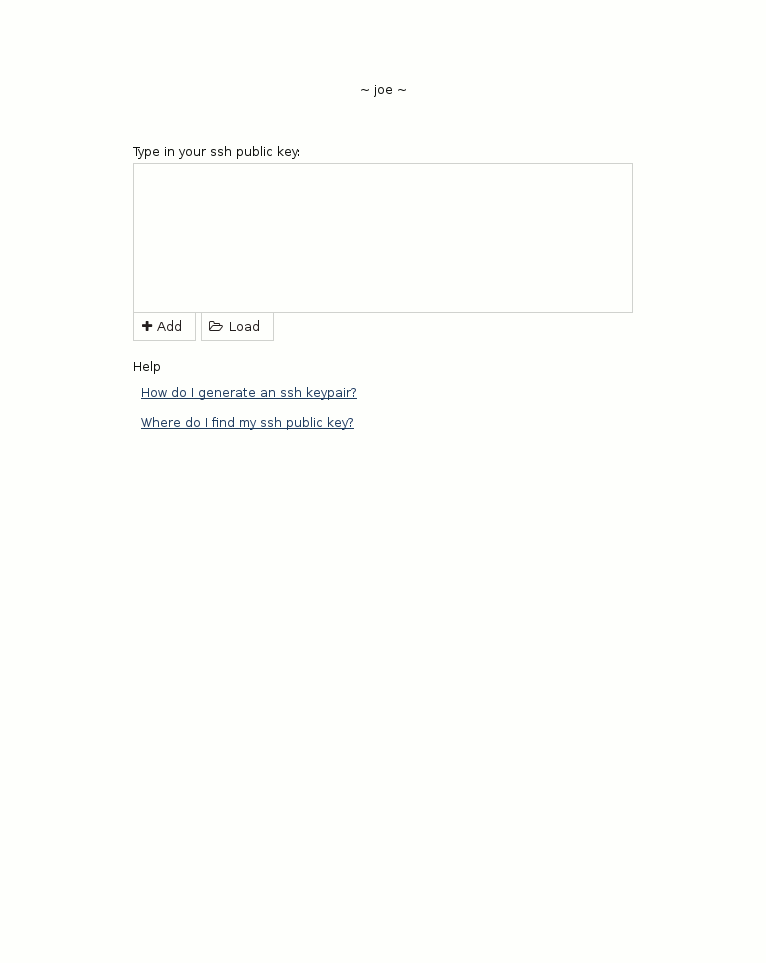 ~ joe ~
Type in your ssh public key:
Add
Load
Help
How do I generate an ssh keypair?
Where do I find my ssh public key?